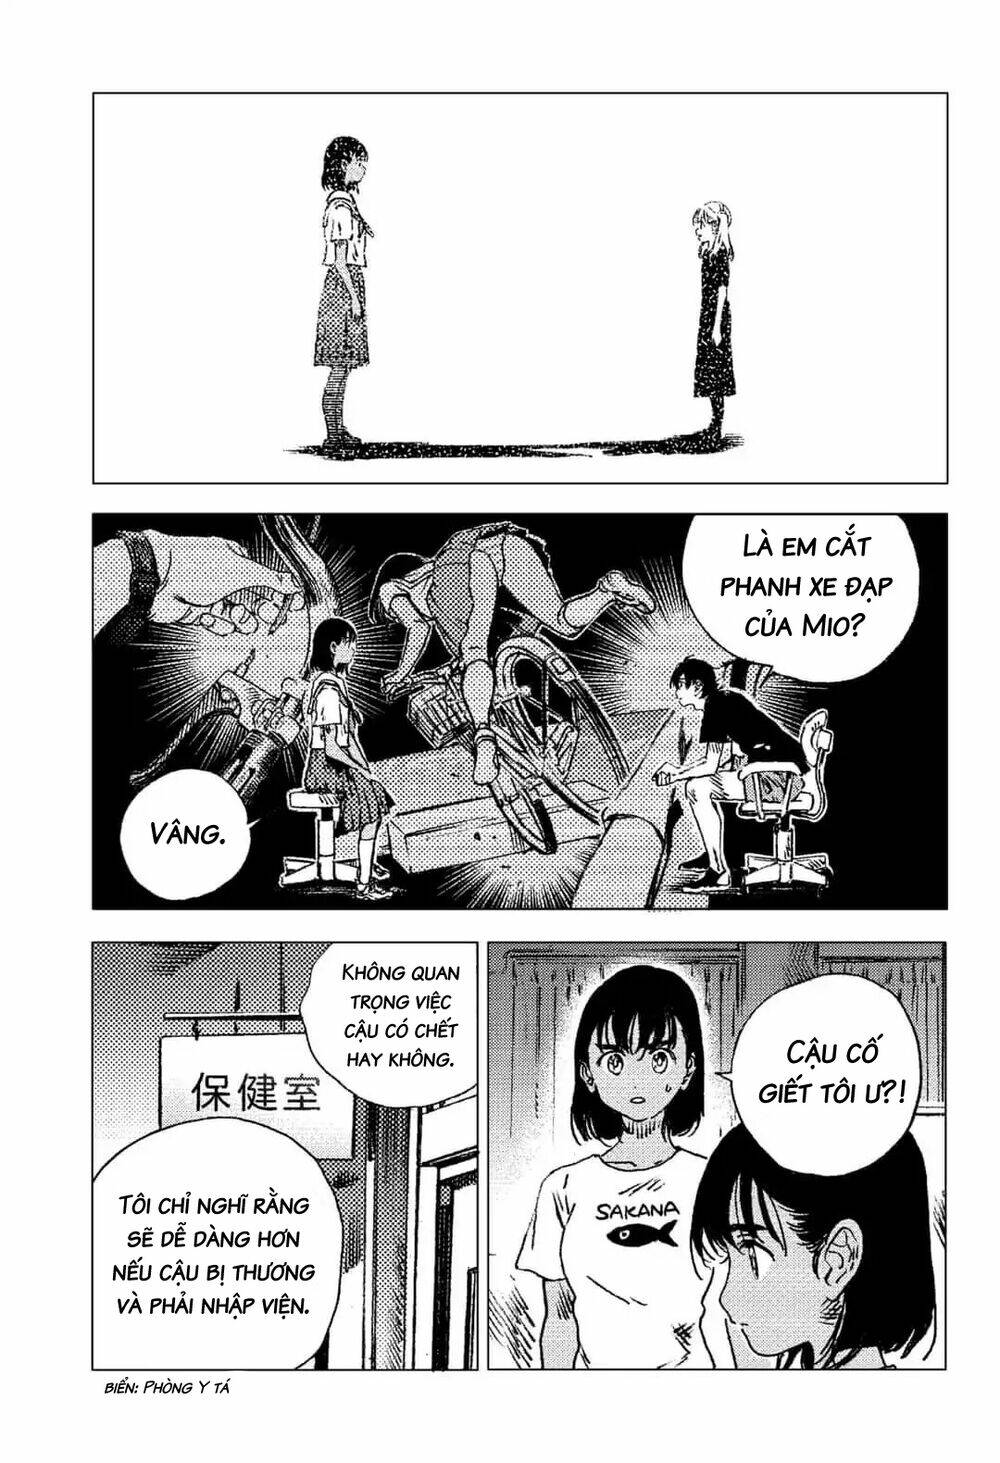 LÀ EM CẮT
PHANH XE ĐẠP
CỦA MIO?
VÂNG.
CẬU CỐ
GIẾT TÔI Ư?!
SAKANA
KHÔNG QUAN
TRỌNG VIỆC
CẬU CÓ CHẾT
HAY KHÔNG.
保健室
TÔI CHỈ NGHĨ RẰNG
SẼ DỄ DÀNG HƠN
NẾU CẬU BỊ THƯƠNG
VÀ PHẢI NHẬP VIỆN.
BIỂN: PHÒNG Y TÁ